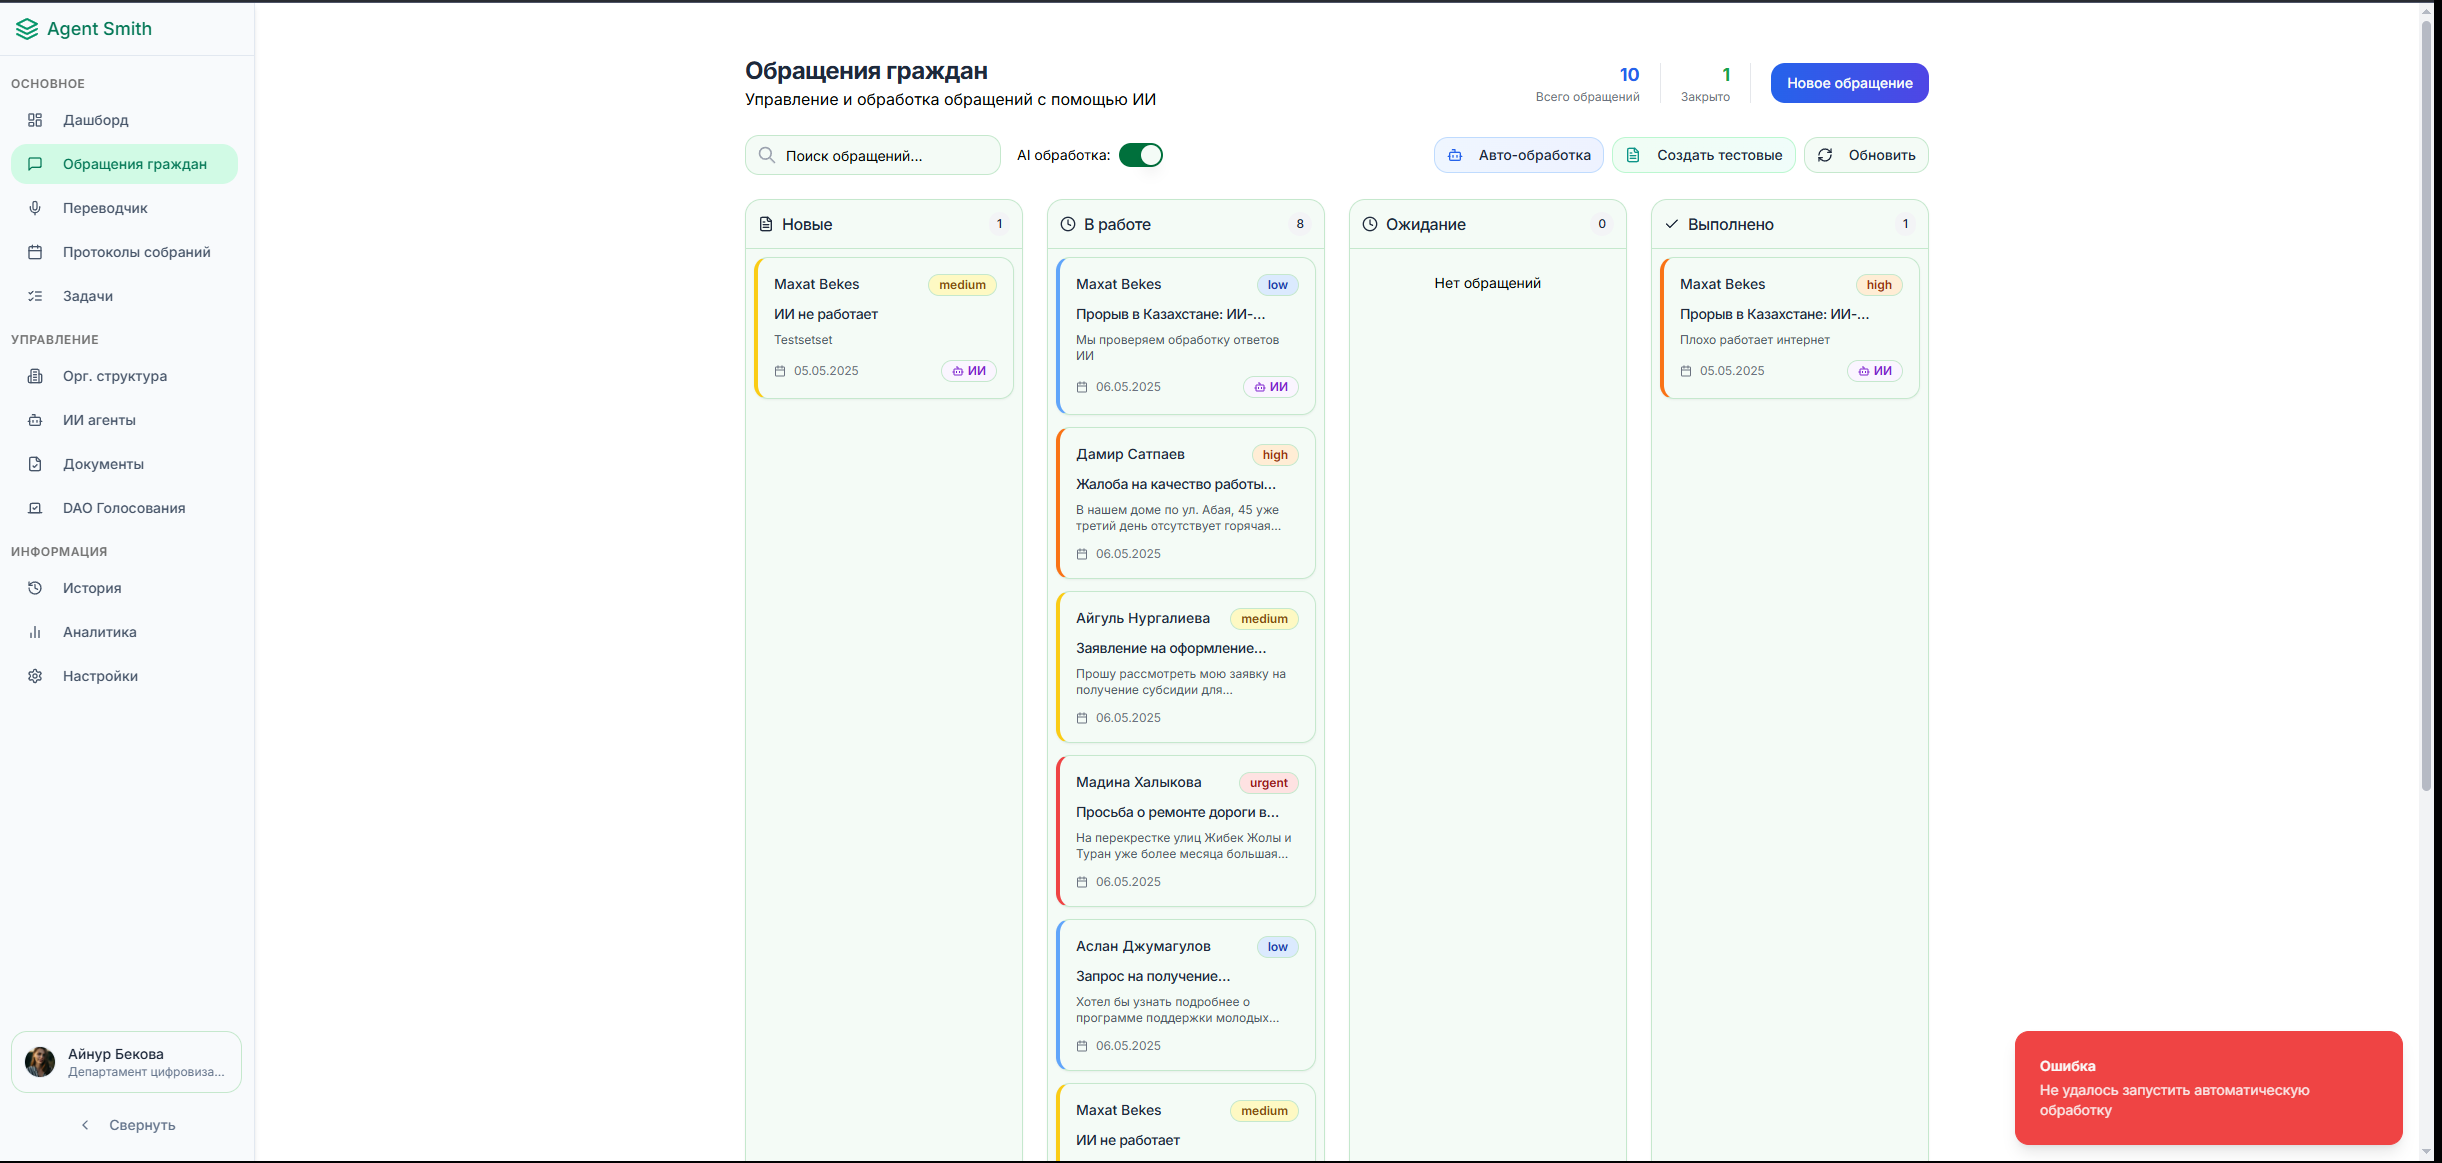 Agent Smith
ОСНОВНОЕ
Дашборд
Обращения граждан
Переводчик
Протоколы собраний
Задачи
УПРАВЛЕНИЕ
Орг. структура
ИИ агенты
Документы
DAO Голосования
ИНФОРМАЦИЯ
История
Аналитика
Настройки
Айнур Бекова
Департамент цифровиза...
Свернуть
Обращения граждан
Управление и обработка обращений с помощью ИИ
10
Всего обращений
1
Закрыто
Новое обращение
Поиск обращений...
AI обработка:
Авто-обработка
Создать тестовые
Обновить
Новые 1
Maxat Bekes medium
ИИ не работает
Testsetset
05.05.2025 ИИ
В работе 8
Maxat Bekes low
Прорыв в Казахстане: ИИ-...
Мы проверяем обработку ответов
ИИ
06.05.2025 ИИ
Дамир Сатпаев high
Жалоба на качество работы...
В нашем доме по ул. Абая, 45 уже
третий день отсутствует горячая...
06.05.2025
Айгуль Нургалиева medium
Заявление на оформление...
Прошу рассмотреть мою заявку на
получение субсидии для...
06.05.2025
Мадина Халыкова urgent
Просьба о ремонте дороги в...
На перекрестке улиц Жибек Жолы и
Туран уже более месяца большая...
06.05.2025
Аслан Джумагулов low
Запрос на получение...
Хотел бы узнать подробнее о
программе поддержки молодых...
06.05.2025
Maxat Bekes medium
ИИ не работает
Ожидание 0
Нет обращений
Выполнено 1
Maxat Bekes high
Прорыв в Казахстане: ИИ-...
Плохо работает интернет
05.05.2025 ИИ
Ошибка
Не удалось запустить автоматическую
обработку